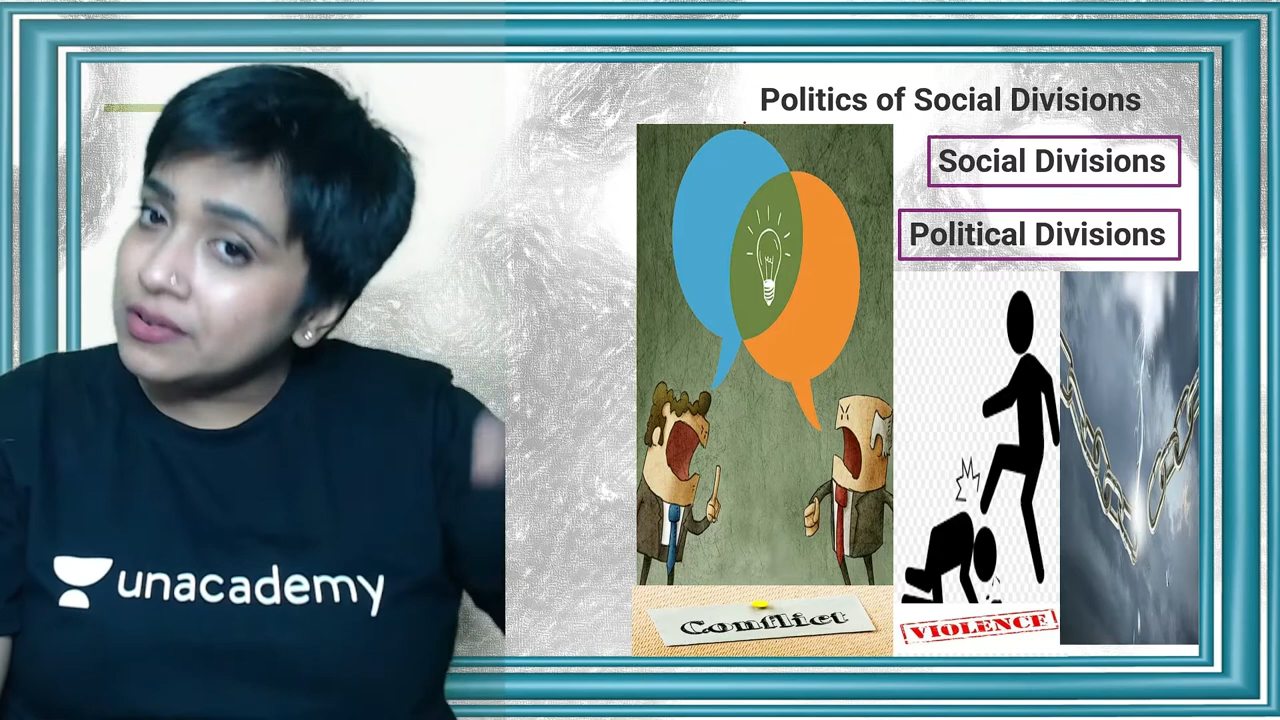 Politics of Social Divisions
Social Divisions
Political Divisions
unacademy
Conflict
VIOLENCE